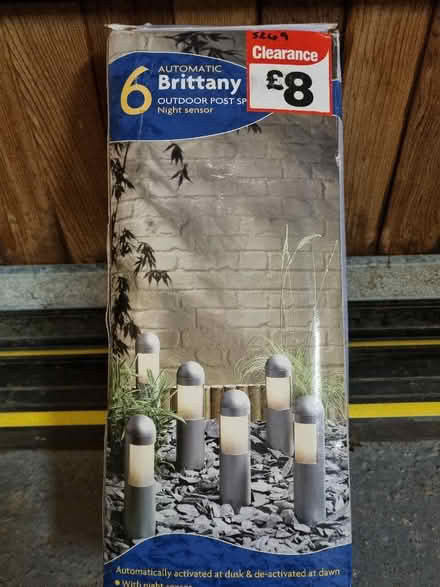 5269
Clearance
£8
6
AUTOMATIC
Brittany
OUTDOOR POST SP
Night sensor
Automatically activated at dusk & de-activated at dawn
• With night sensor